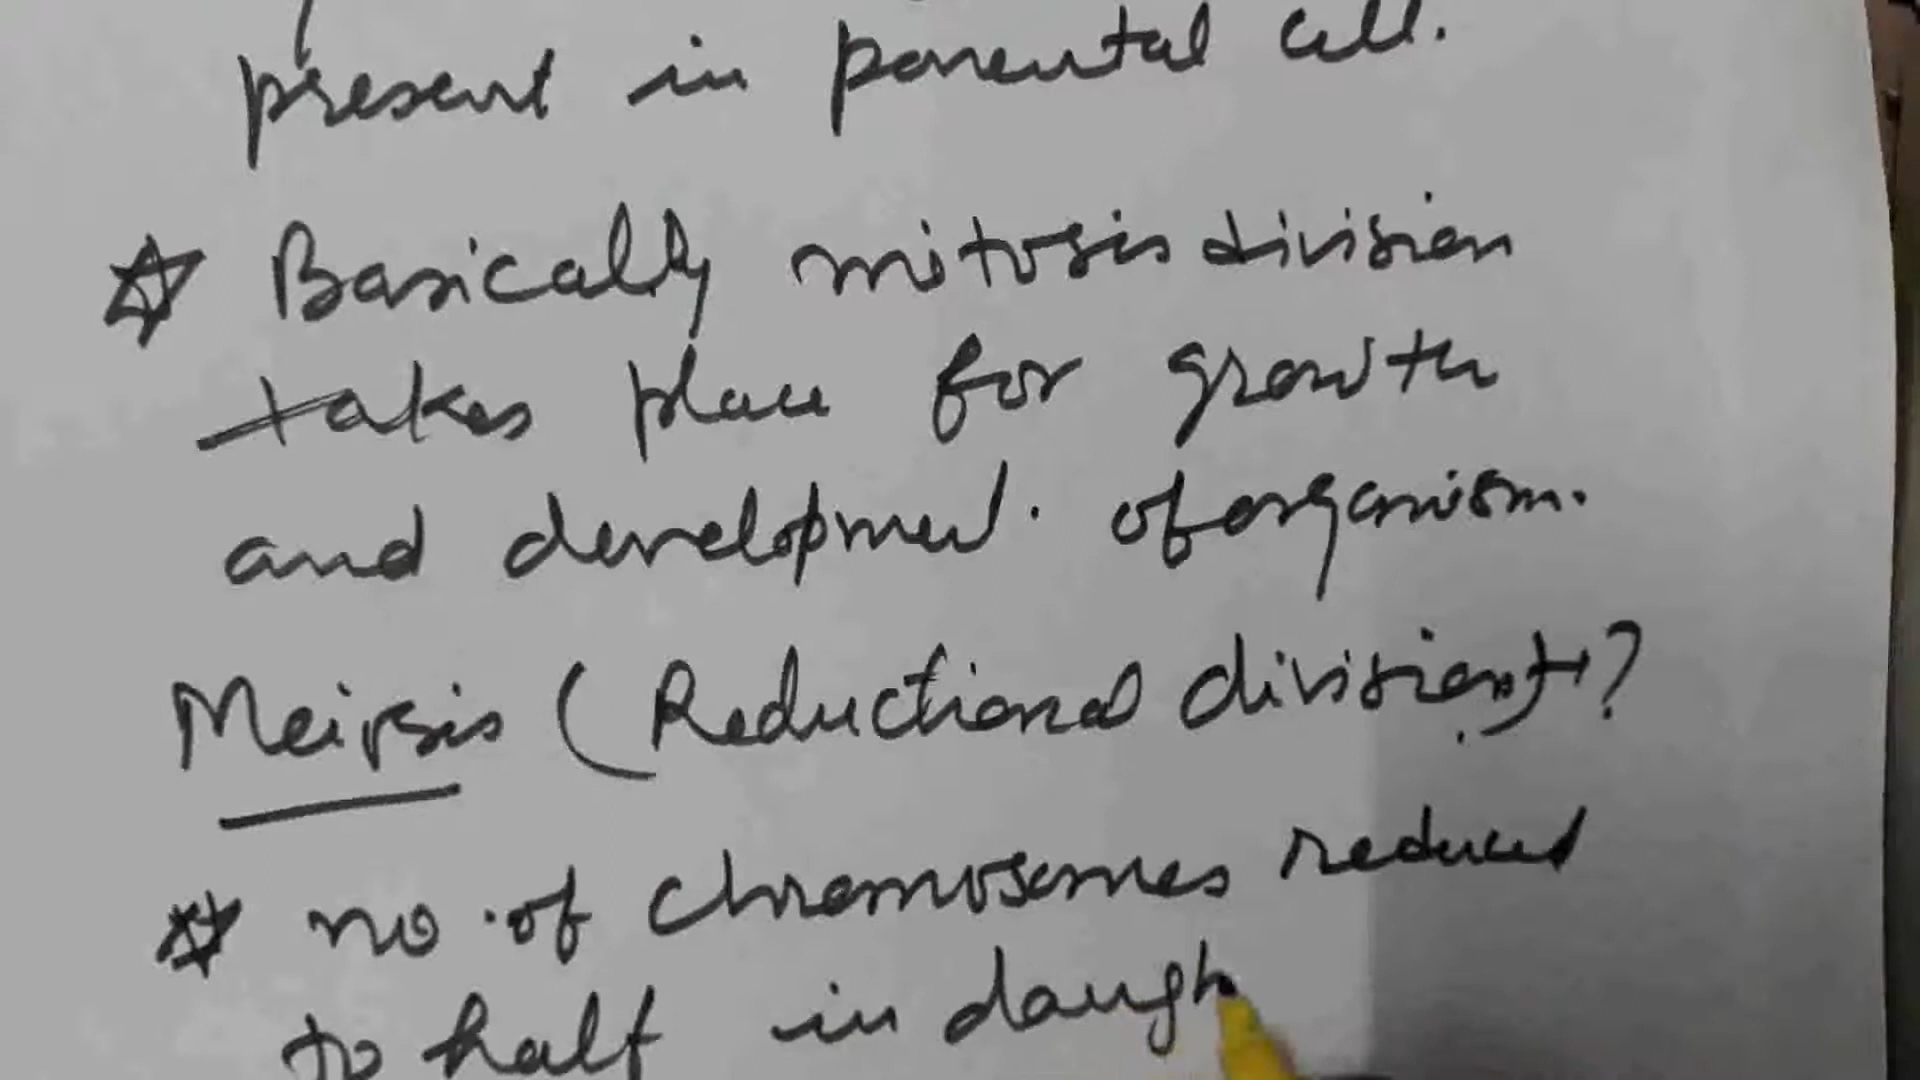 present in parental cell.
☆ Basically mitosis division
takes place for growth
and development. of organism.
Meiosis (Reductional division)?
☆ no. of chromosomes reduced
to half in daugh